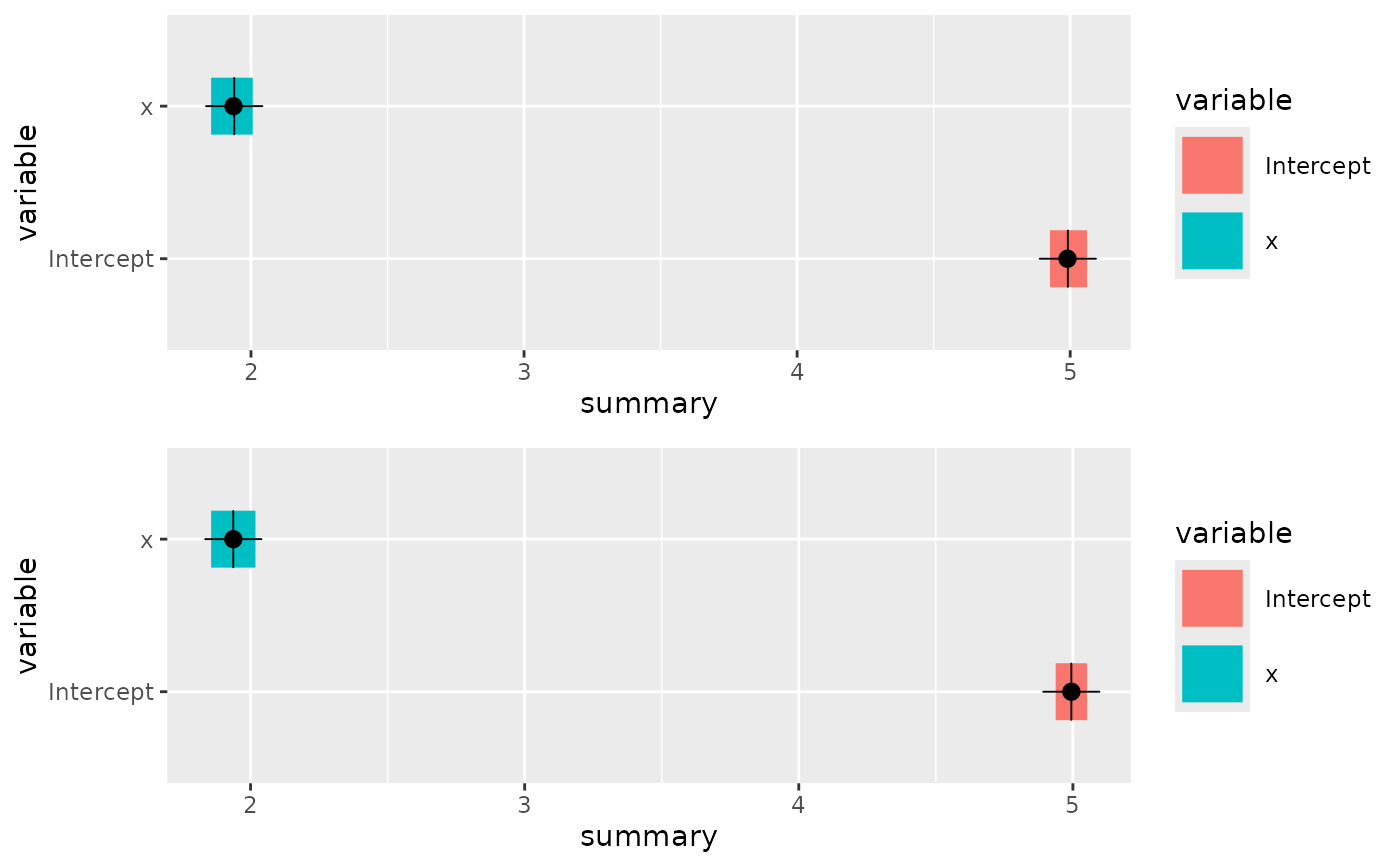 variable
x
Intercept
2 3 4 5
summary
variable
Intercept
x
variable
x
Intercept
2 3 4 5
summary
variable
Intercept
x